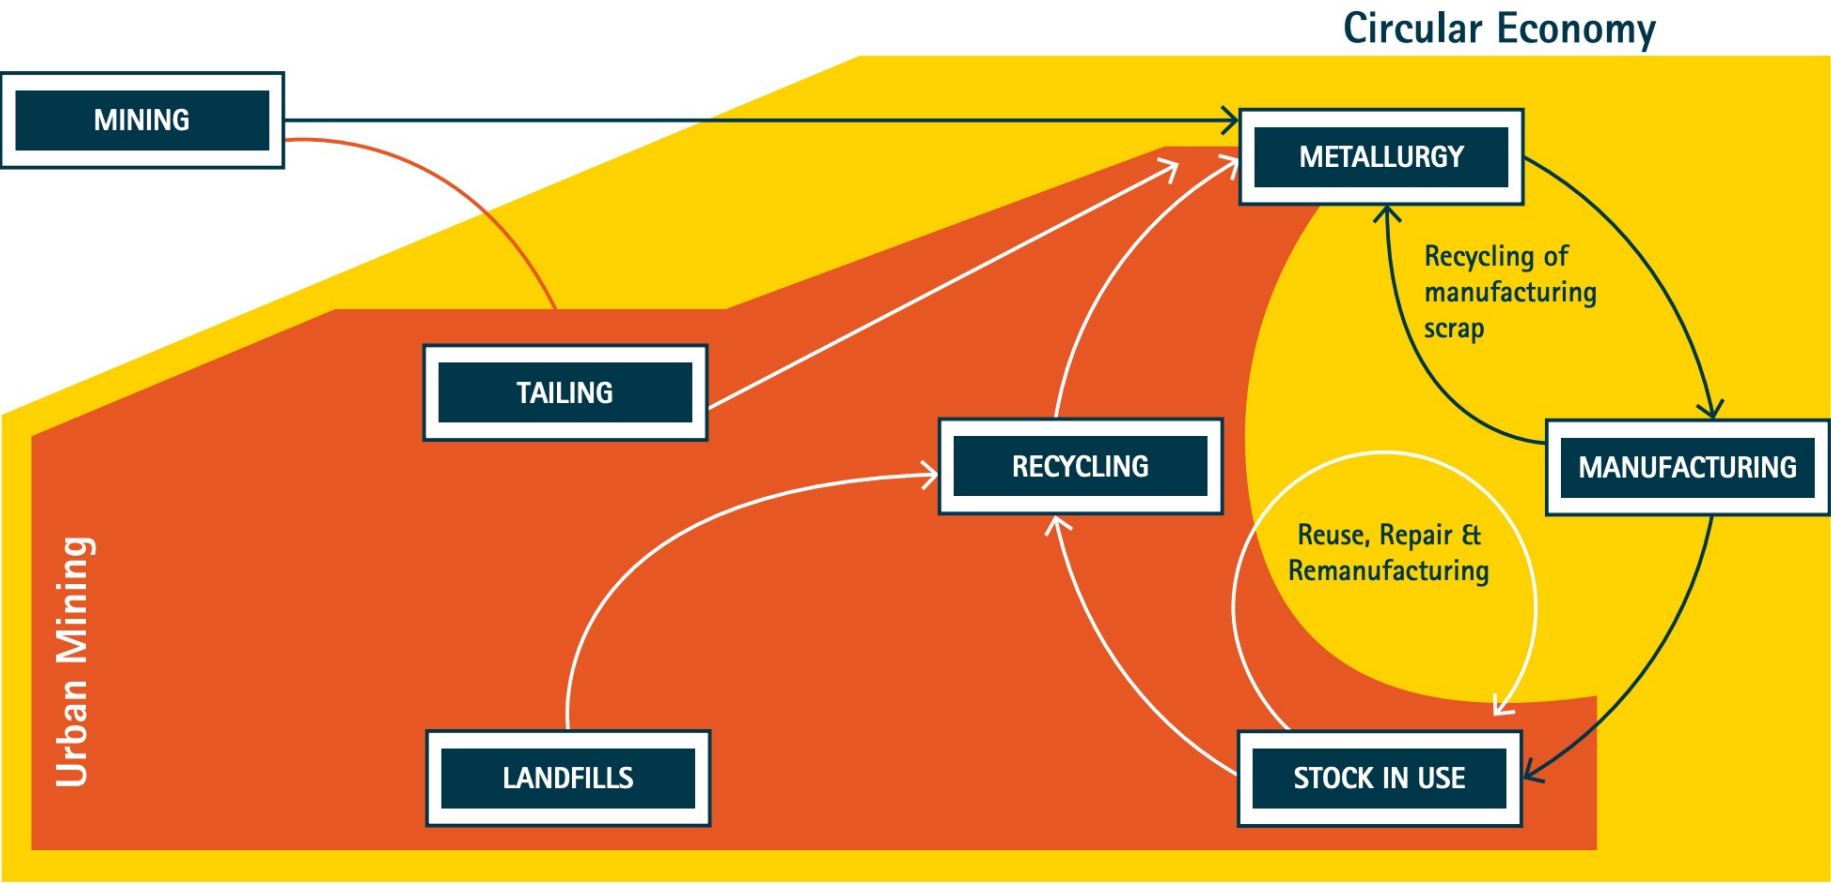 Circular Economy
MINING
METALLURGY
Recycling of
manufacturing
scrap
TAILING
RECYCLING
MANUFACTURING
Reuse, Repair &
Remanufacturing
Urban Mining
LANDFILLS
STOCK IN USE